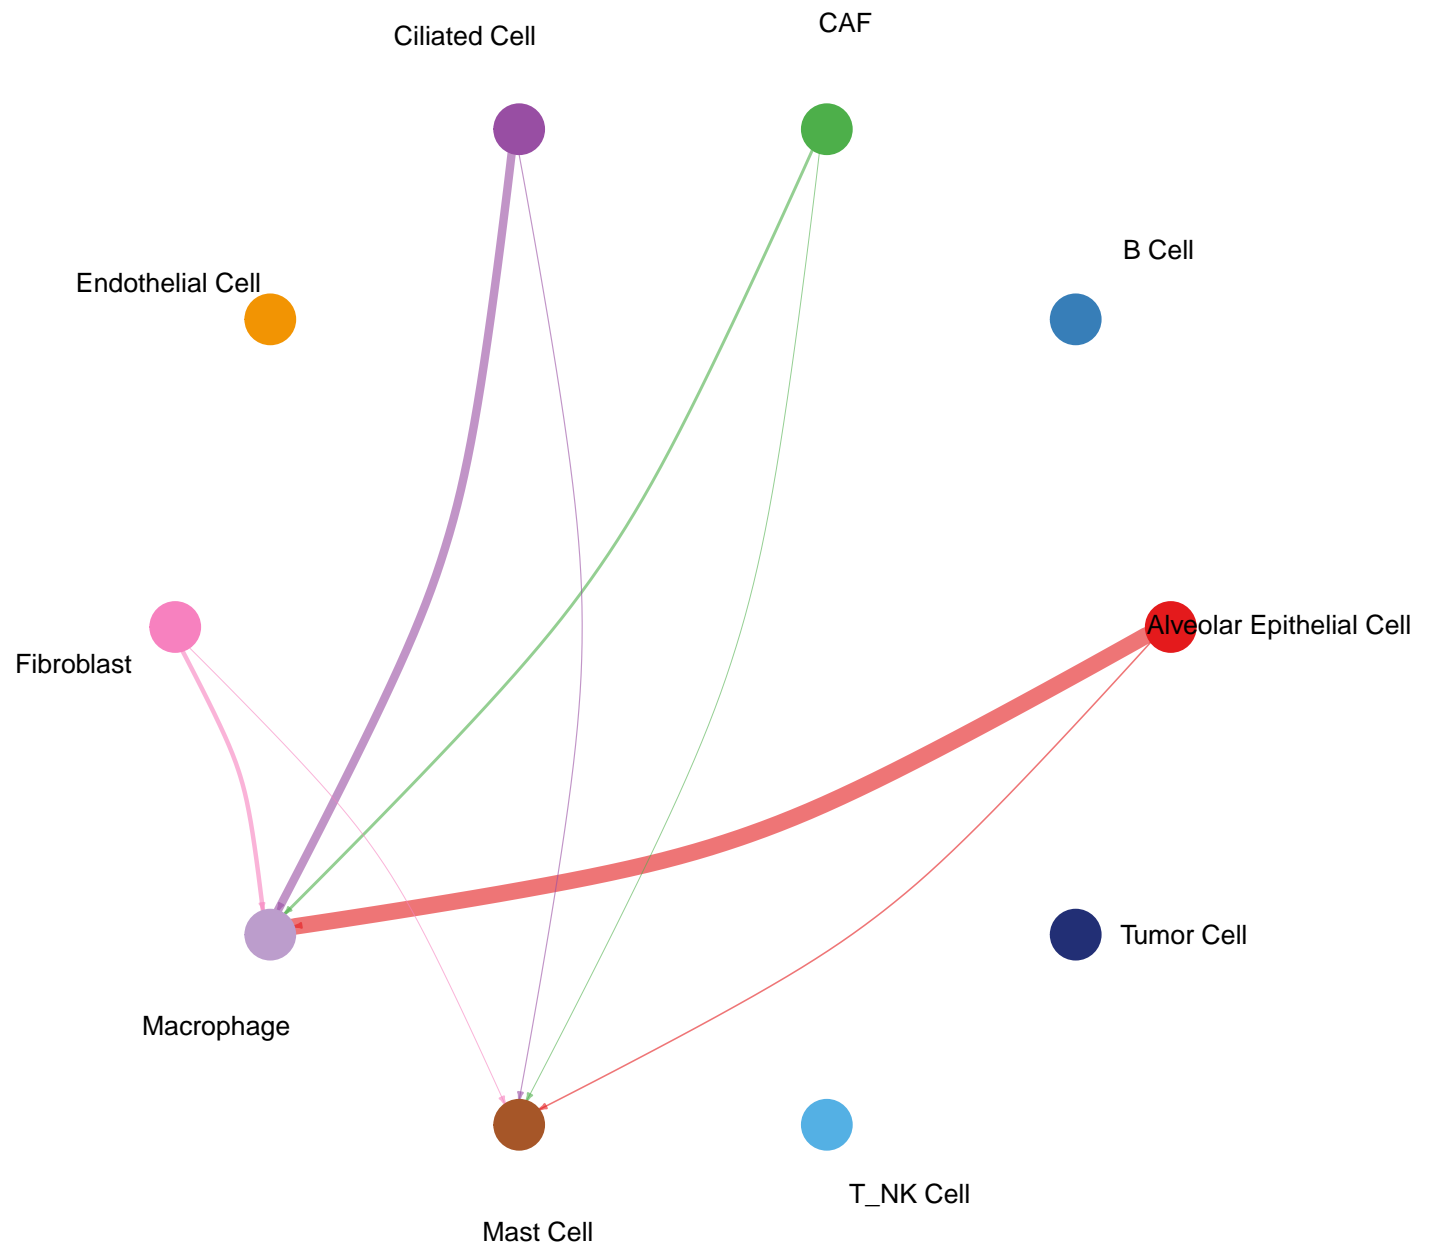 CAF
Ciliated Cell
B Cell
Endothelial Cell
Alveolar Epithelial Cell
Fibroblast
Tumor Cell
Macrophage
T_NK Cell
Mast Cell